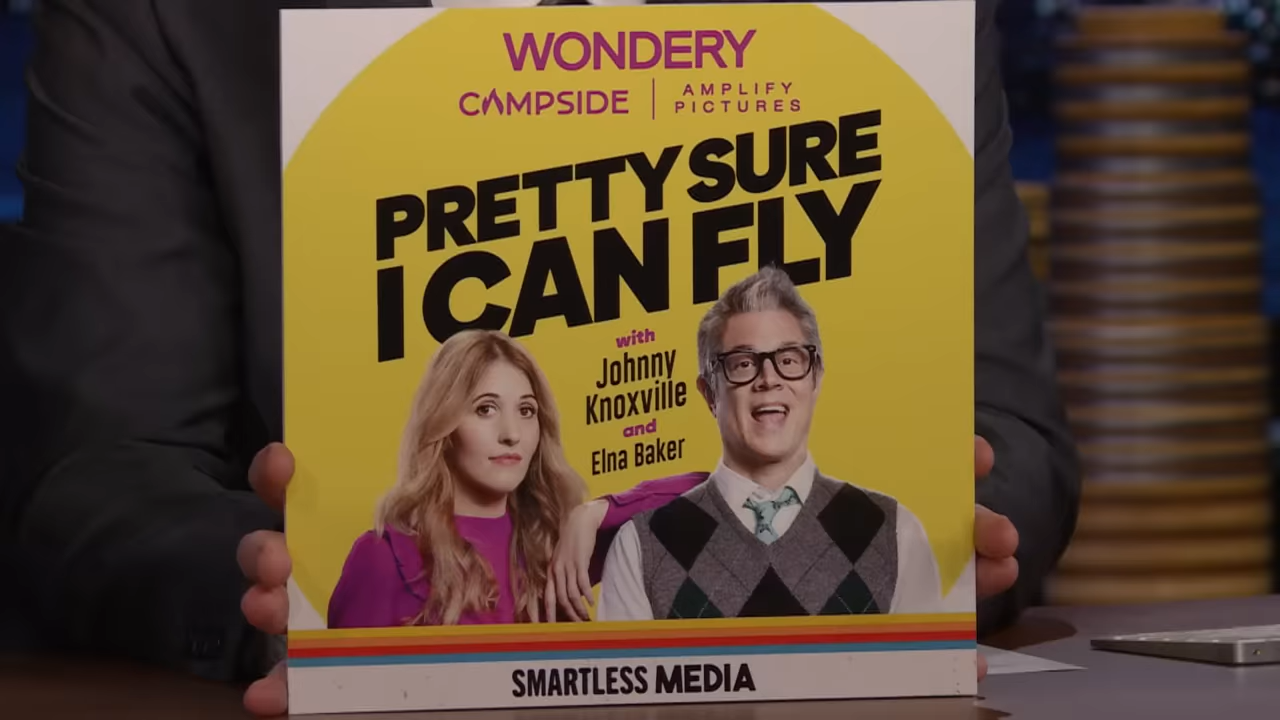 WONDERY
CAMPSIDE
AMPLIFY
PICTURES
PRETTY SURE
I CAN FLY
with
Johnny
Knoxville
and
Elna Baker
SMARTLESS MEDIA